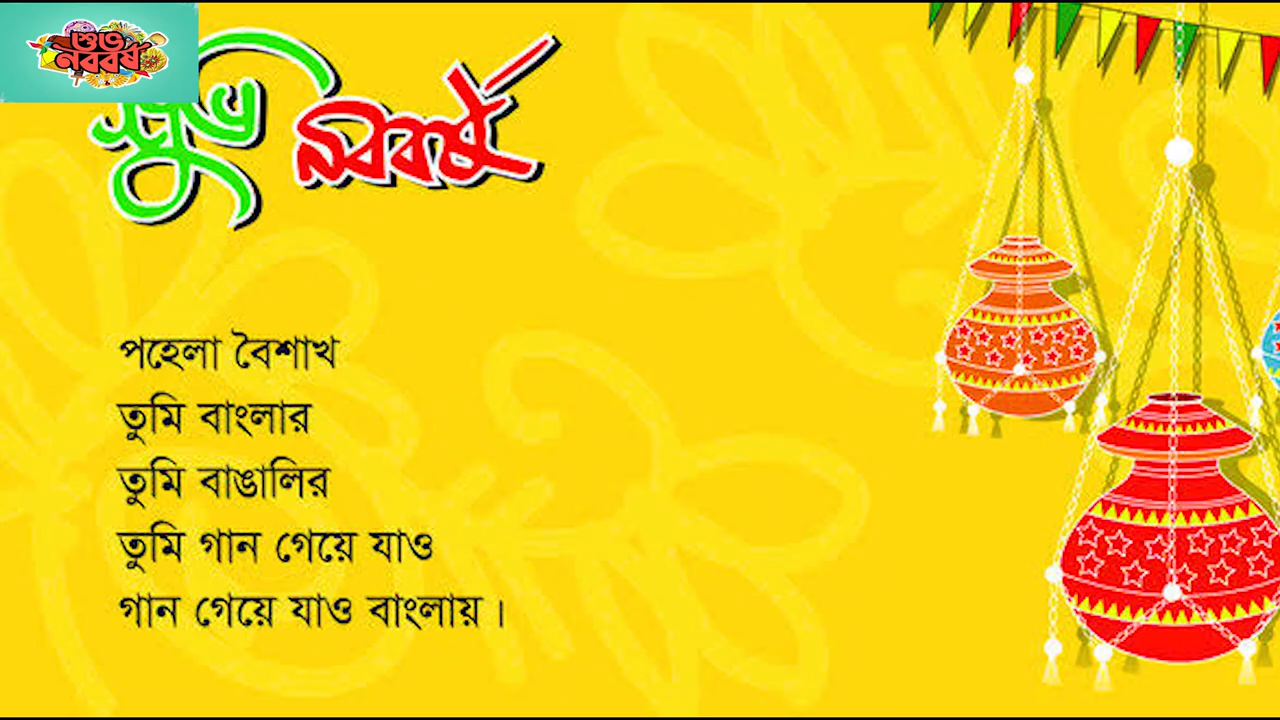 শুভ
নববর্ষ
শুভ নববর্ষ
পহেলা বৈশাখ
তুমি বাংলার
তুমি বাঙালির
তুমি গান গেয়ে যাও
গান গেয়ে যাও বাংলায়।